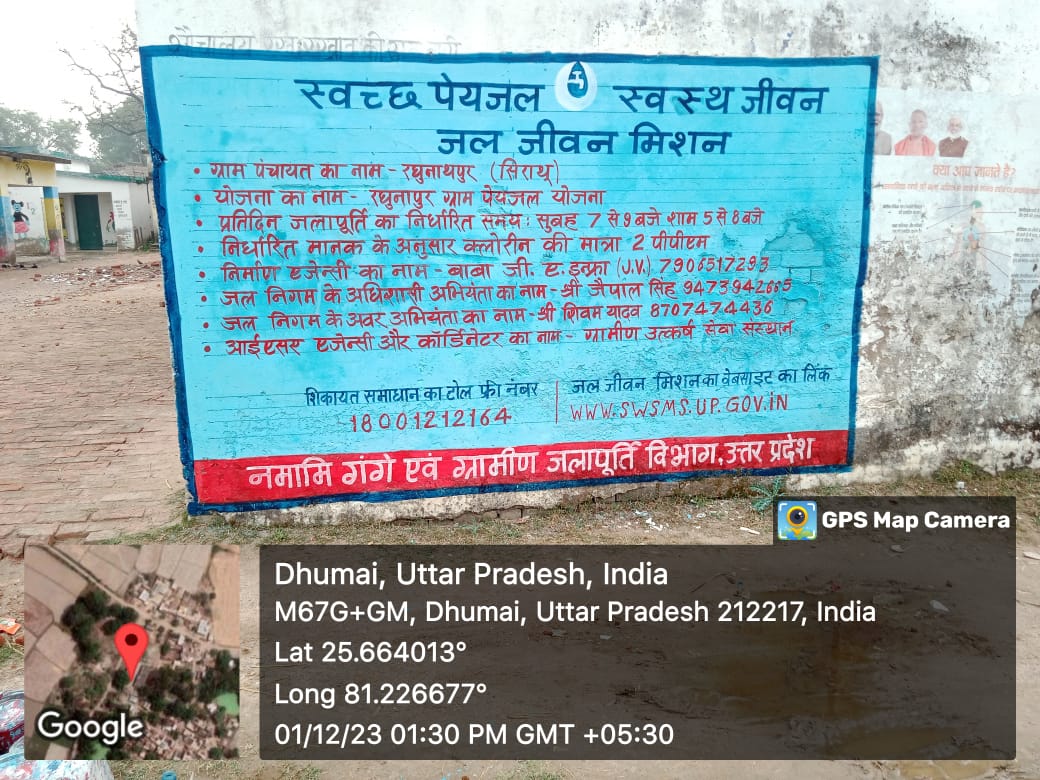 स्वच्छ पेयजल स्वस्थ जीवन
जल जीवन मिशन
• ग्राम पंचायत का नाम - रघुनाथपुर (सिराथू)
• योजना का नाम - रघुनापुर ग्राम पेयजल योजना
• प्रतिदिन जलापूर्ति का निर्धारित समय: सुबह 7 से 9 बजे शाम 5 से 8 बजे
• निर्धारित मानक के अनुसार क्लोरीन की मात्रा 2 पीपीएम
• निर्माण एजेन्सी का नाम - बाबा जी. ए. इन्फ्रा (J.V.) 7906517293
• जल निगम के अधिशासी अभियंता का नाम - श्री जैपाल सिंह 9473942665
• जल निगम के अवर अभियंता का नाम - श्री शिवम यादव 8707474436
• आईएसए एजेन्सी और कार्डिनेटर का नाम - ग्रामीण उत्कर्ष सेवा संस्थान
शिकायत समाधान का टोल फ्री नंबर
18001212164
जल जीवन मिशन का वेबसाइट का लिंक
WWW.SWSMS.UP.GOV.IN
नमामि गंगे एवं ग्रामीण जलापूर्ति विभाग, उत्तर प्रदेश
क्या आप जानते हैं?
GPS Map Camera
Dhumai, Uttar Pradesh, India
M67G+GM, Dhumai, Uttar Pradesh 212217, India
Lat 25.664013°
Long 81.226677°
01/12/23 01:30 PM GMT +05:30
Google